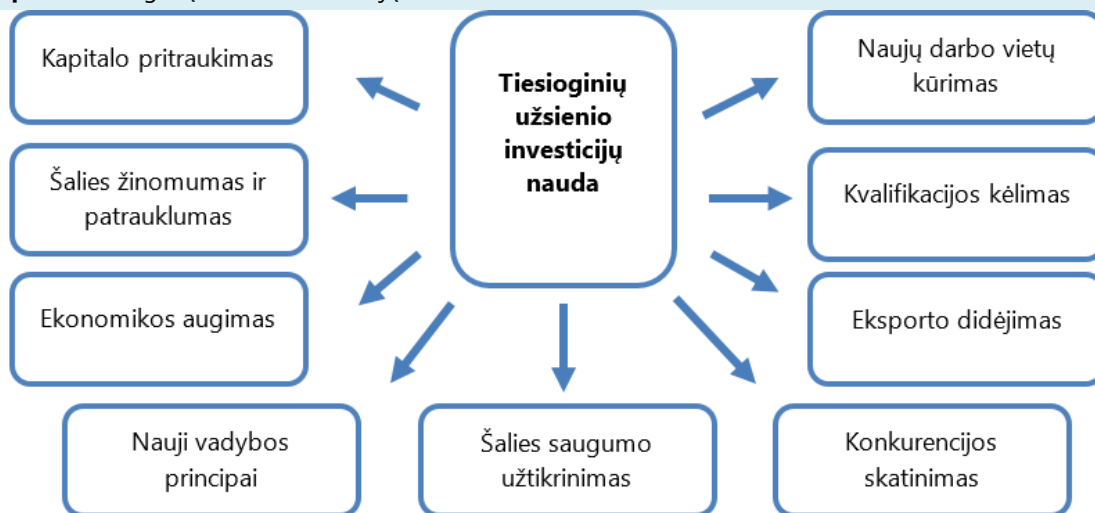 Kapitalo pritraukimas
Tiesioginių
užsienio
investicijų
nauda
Naujų darbo vietų
kūrimas
Šalies žinomumas ir
patrauklumas
Kvalifikacijos kėlimas
Ekonomikos augimas
Eksporto didėjimas
Nauji vadybos
principai
Šalies saugumo
užtikrinimas
Konkurencijos
skatinimas